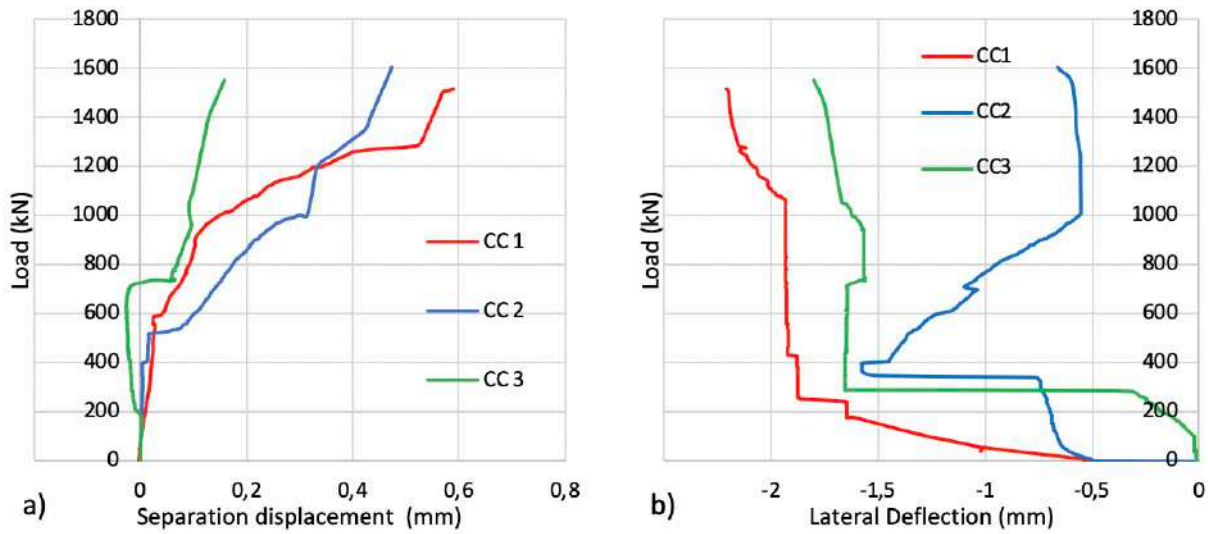 1800
1600
1400
1200
1000
800
600
400
200
0
Load (kN)
0
0,2
0,4
0,6
0,8
CC 1
CC 2
CC 3
a)
Separation displacement (mm)
1800
1600
1400
1200
1000
800
600
400
200
0
Load (kN)
-2
-1,5
-1
-0,5
0
CC1
CC2
CC3
b)
Lateral Deflection (mm)